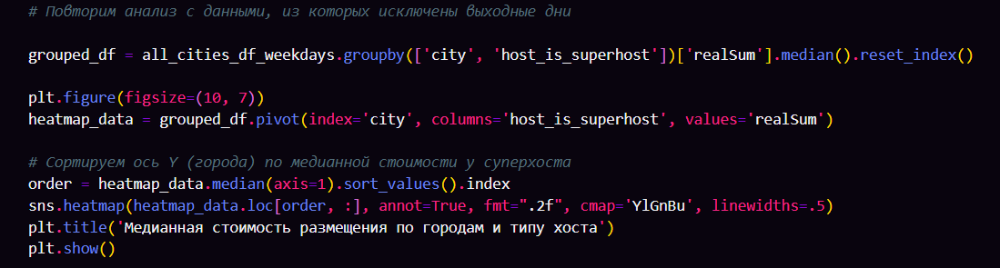 # Повторим анализ с данными, из которых исключены выходные дни
grouped_df = all_cities_df_weekdays.groupby(['city', 'host_is_superhost'])['realSum'].median().reset_index()
plt.figure(figsize=(10, 7))
heatmap_data = grouped_df.pivot(index='city', columns='host_is_superhost', values='realSum')
# Сортируем ось Y (города) по медианной стоимости у суперхоста
order = heatmap_data.median(axis=1).sort_values().index
sns.heatmap(heatmap_data.loc[order, :], annot=True, fmt=".2f", cmap='YlGnBu', linewidths=.5)
plt.title('Медианная стоимость размещения по городам и типу хоста')
plt.show()